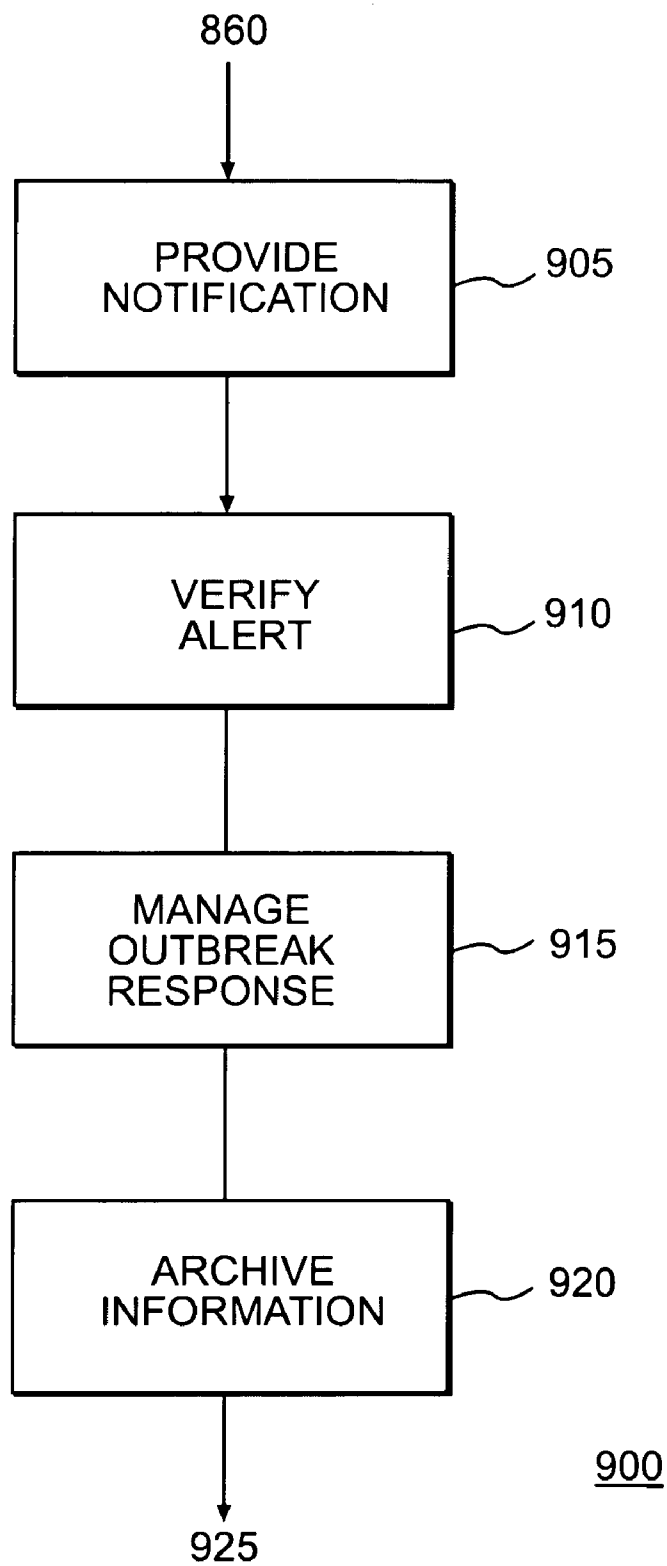 860
PROVIDE
NOTIFICATION
905
VERIFY
ALERT
910
MANAGE
OUTBREAK
RESPONSE
915
ARCHIVE
INFORMATION
920
900
925